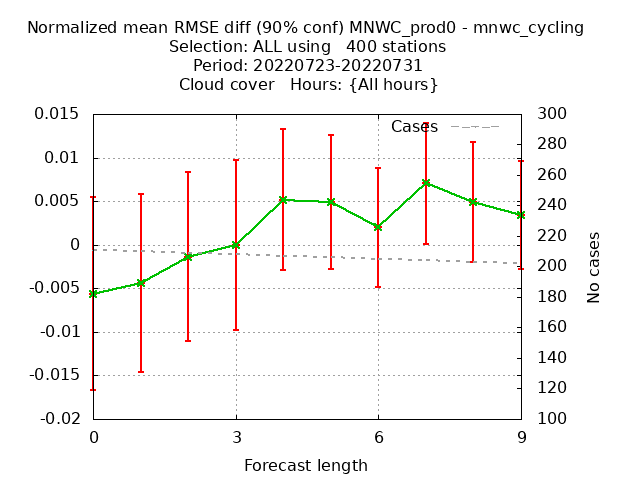 Normalized mean RMSE diff (90% conf) MNWC_prod0 - mnwc_cycling
Selection: ALL using   400 stations
Period: 20220723-20220731
Cloud cover   Hours: {All hours}
Cases
0.015
0.01
0.005
0
-0.005
-0.01
-0.015
-0.02
300
280
260
240
220
200
180
160
140
120
100
No cases
0 3 6 9
Forecast length